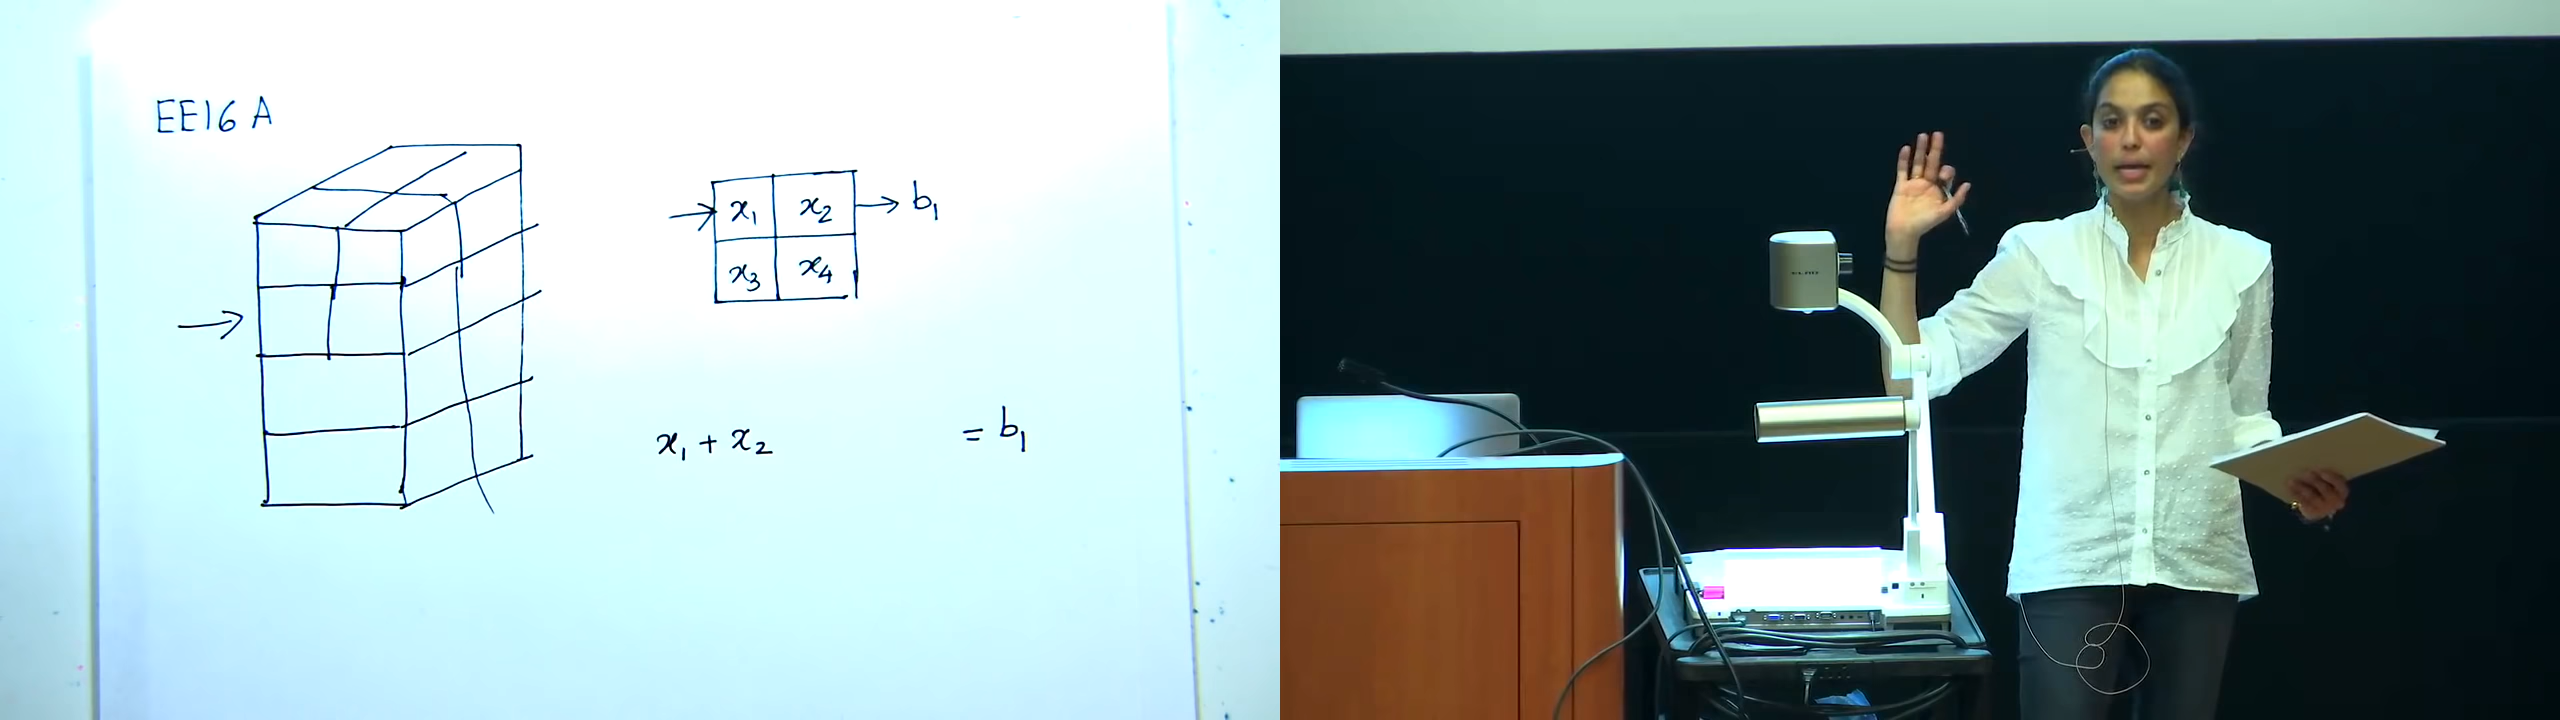 EE16A
→ x₁ x₂ → b₁
x₃ x₄
→
x₁ + x₂ = b₁